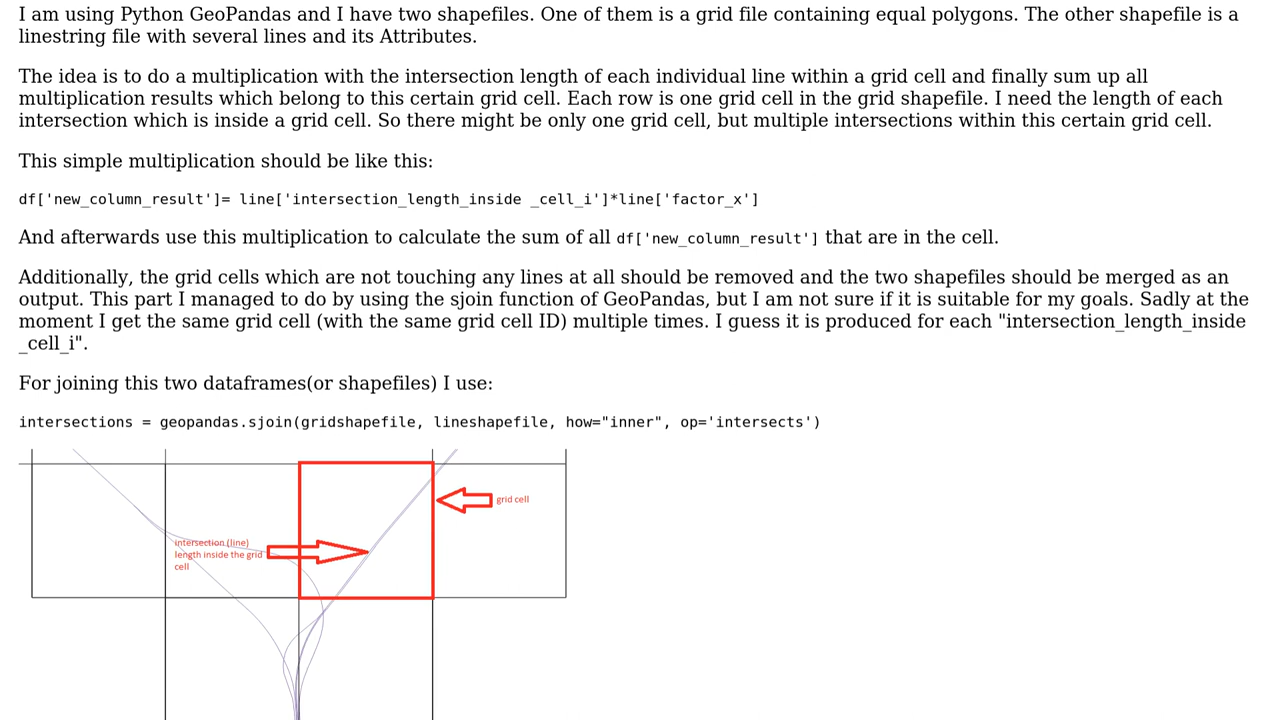 I am using Python GeoPandas and I have two shapefiles. One of them is a grid file containing equal polygons. The other shapefile is a
linestring file with several lines and its Attributes.
The idea is to do a multiplication with the intersection length of each individual line within a grid cell and finally sum up all
multiplication results which belong to this certain grid cell. Each row is one grid cell in the grid shapefile. I need the length of each
intersection which is inside a grid cell. So there might be only one grid cell, but multiple intersections within this certain grid cell.
This simple multiplication should be like this:
df['new_column_result']= line['intersection_length_inside _cell_i']*line['factor_x']
And afterwards use this multiplication to calculate the sum of all df['new_column_result'] that are in the cell.
Additionally, the grid cells which are not touching any lines at all should be removed and the two shapefiles should be merged as an
output. This part I managed to do by using the sjoin function of GeoPandas, but I am not sure if it is suitable for my goals. Sadly at the
moment I get the same grid cell (with the same grid cell ID) multiple times. I guess it is produced for each "intersection_length_inside
_cell_i".
For joining this two dataframes(or shapefiles) I use:
intersections = geopandas.sjoin(gridshapefile, lineshapefile, how="inner", op='intersects')
grid cell
intersection (line)
length inside the grid
cell